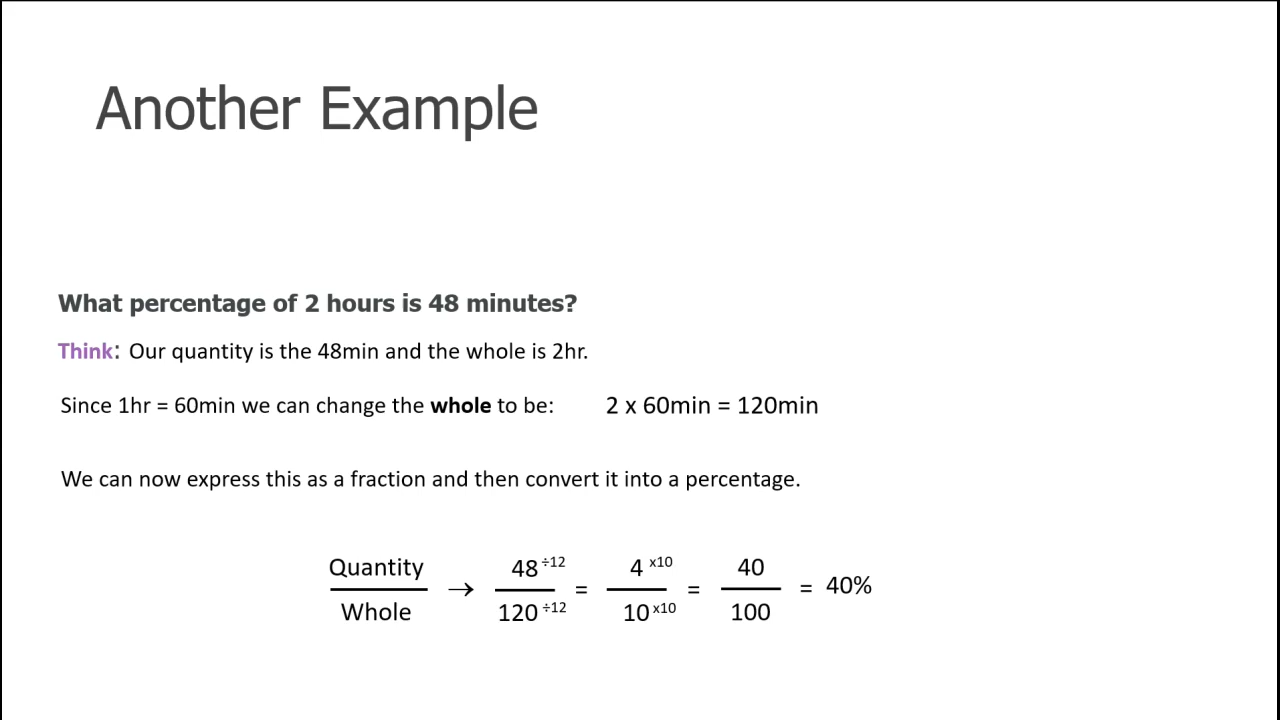 Another Example
What percentage of 2 hours is 48 minutes?
Think: Our quantity is the 48min and the whole is 2hr.
Since 1hr = 60min we can change the whole to be: 2 x 60min = 120min
We can now express this as a fraction and then convert it into a percentage.
Quantity 48 ÷12 4 x10 40
→ = = = 40%
Whole 120 ÷12 10 x10 100